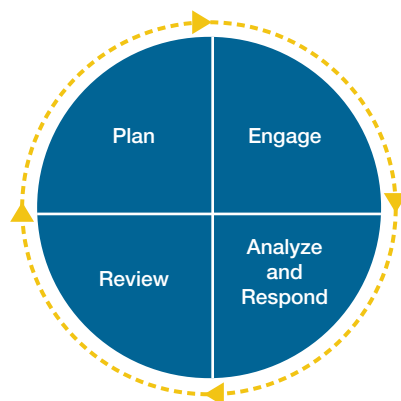 Plan
Engage
Analyze
and
Respond
Review